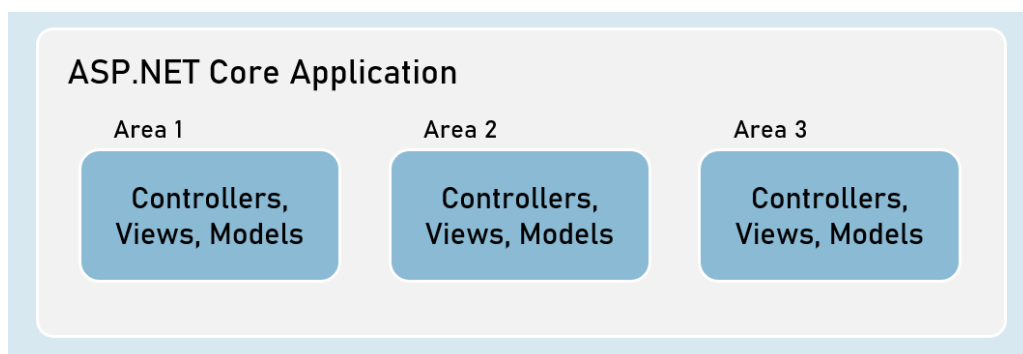 ASP.NET Core Application
Area 1
Area 2
Area 3
Controllers,
Views, Models
Controllers,
Views, Models
Controllers,
Views, Models